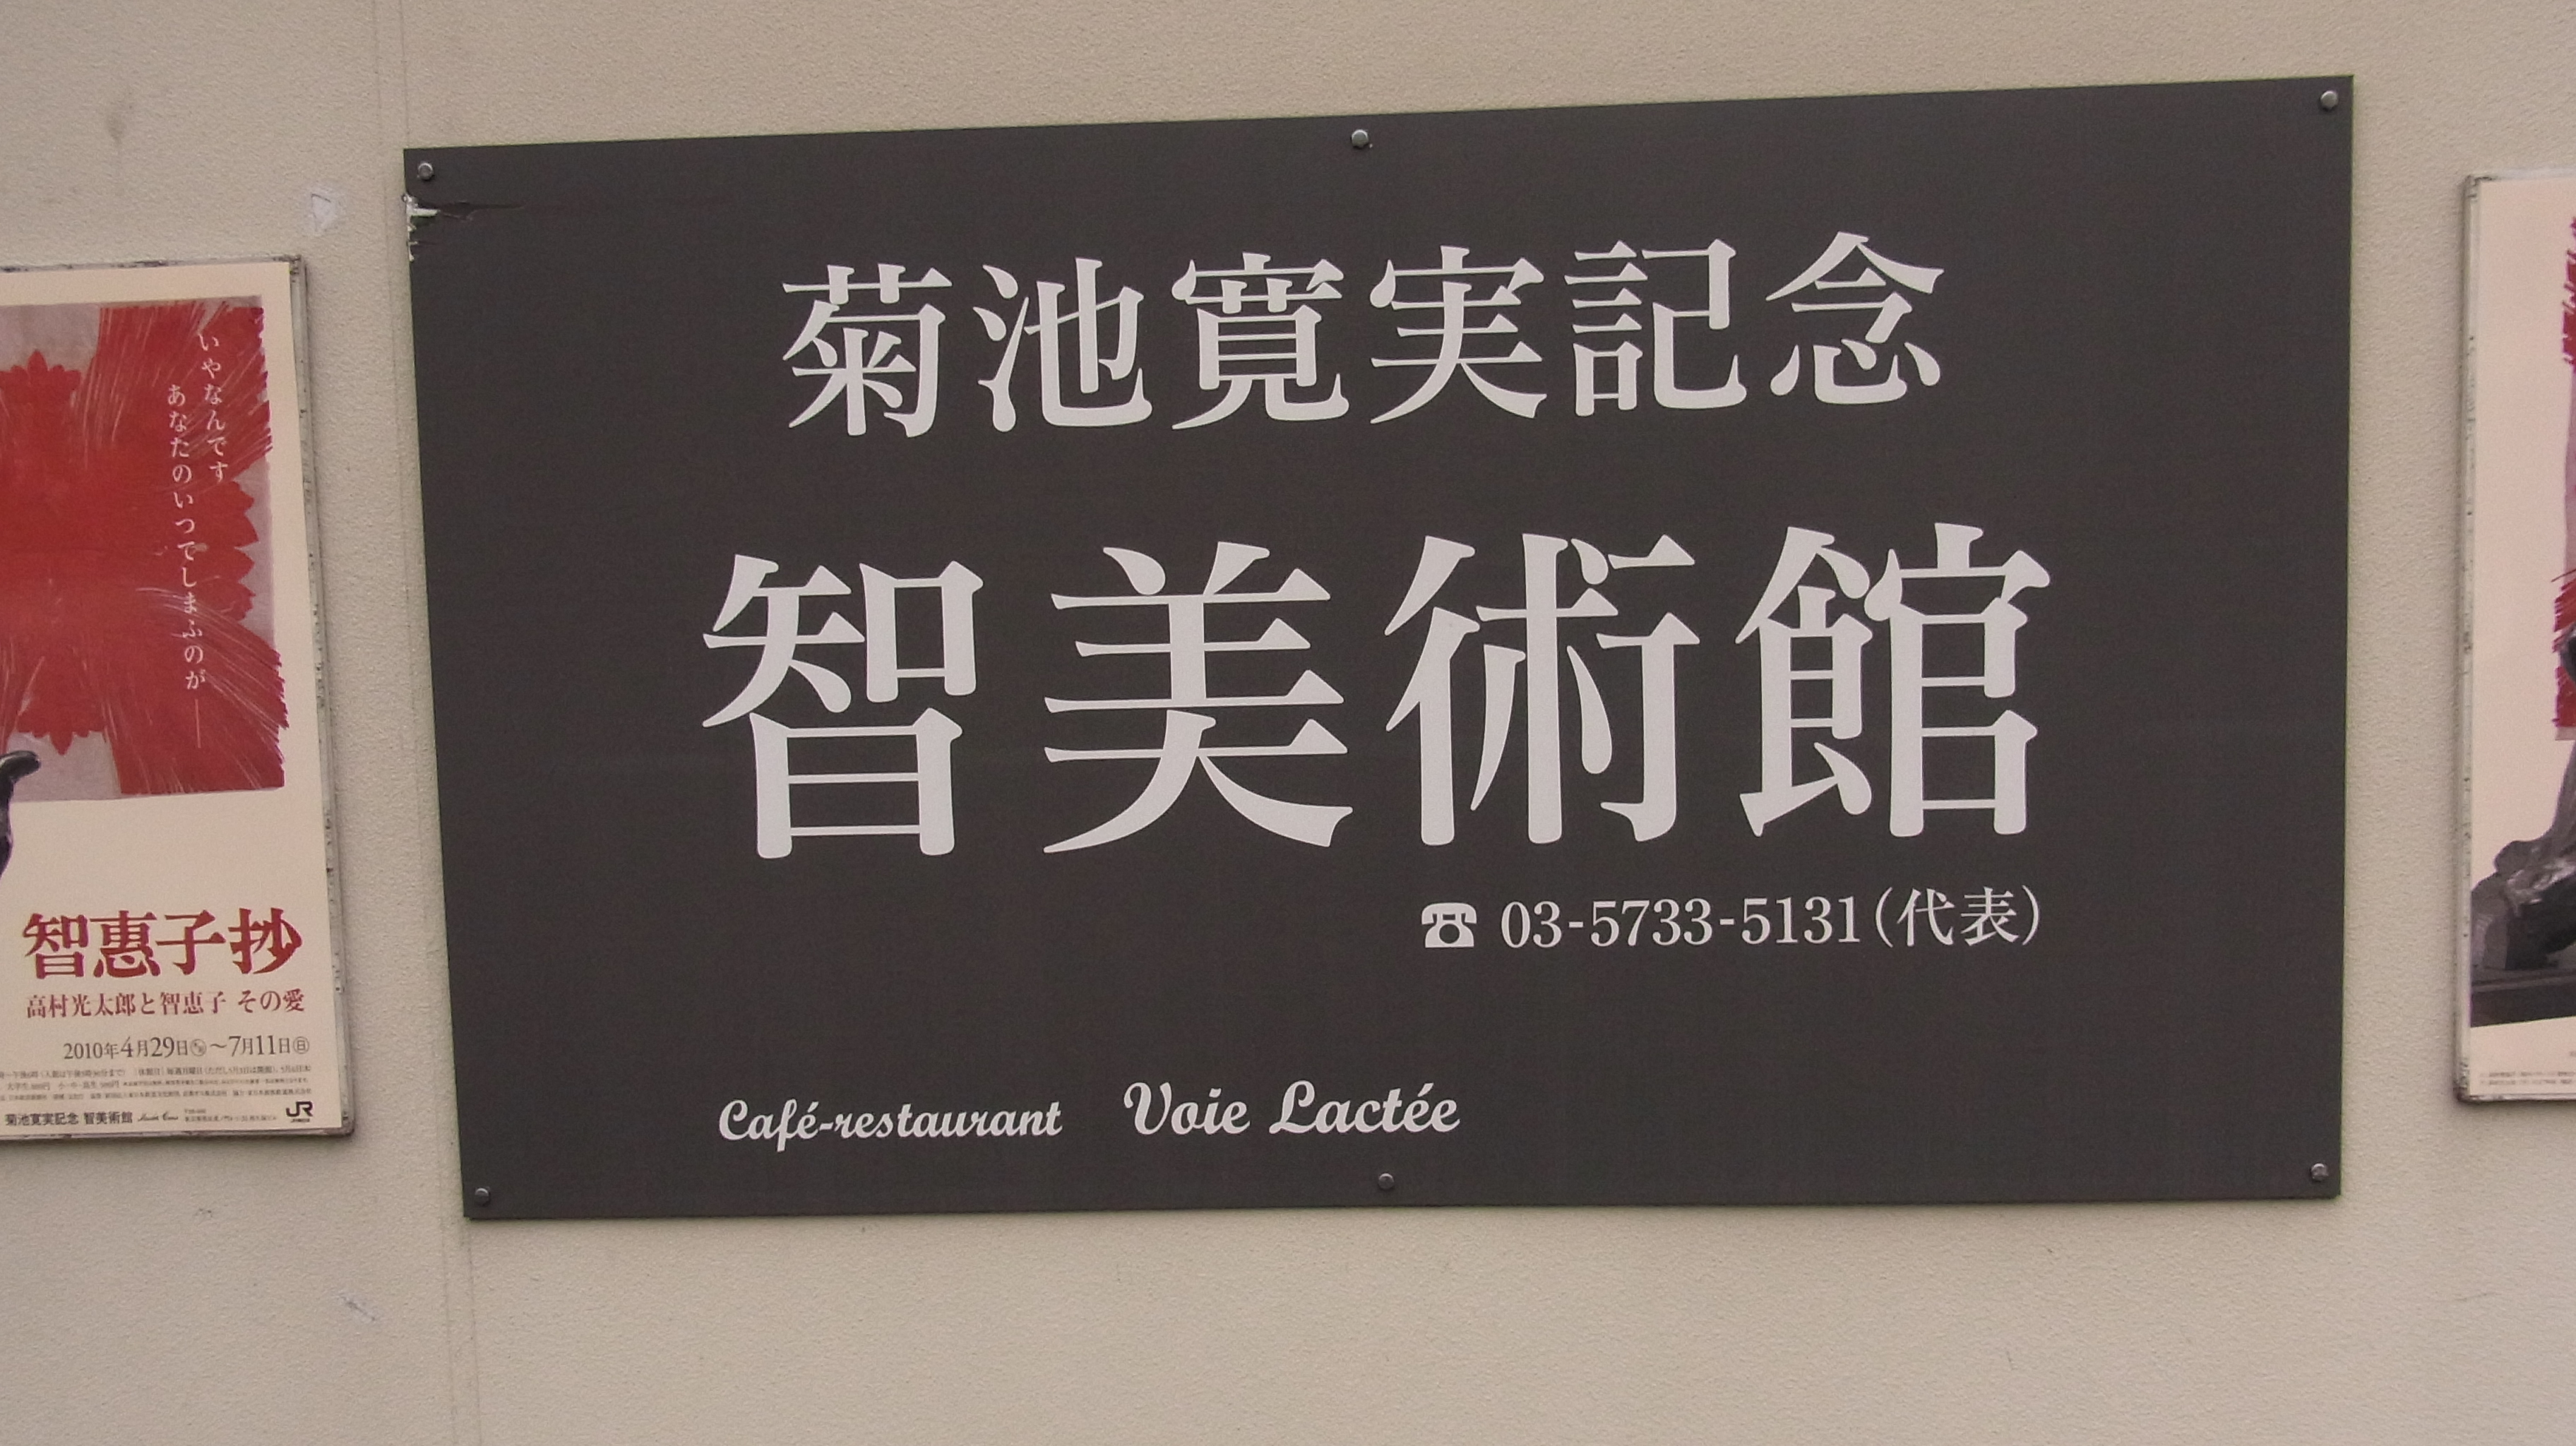 いやなんです
あなたのいつてしまふのが――
智恵子抄
高村光太郎と智恵子 その愛
2010年4月29日㊗～7月11日㊐
菊池寛実記念 智美術館
JR
菊池寛実記念
智美術館
☎ 03-5733-5131(代表)
Café-restaurant Voie Lactée